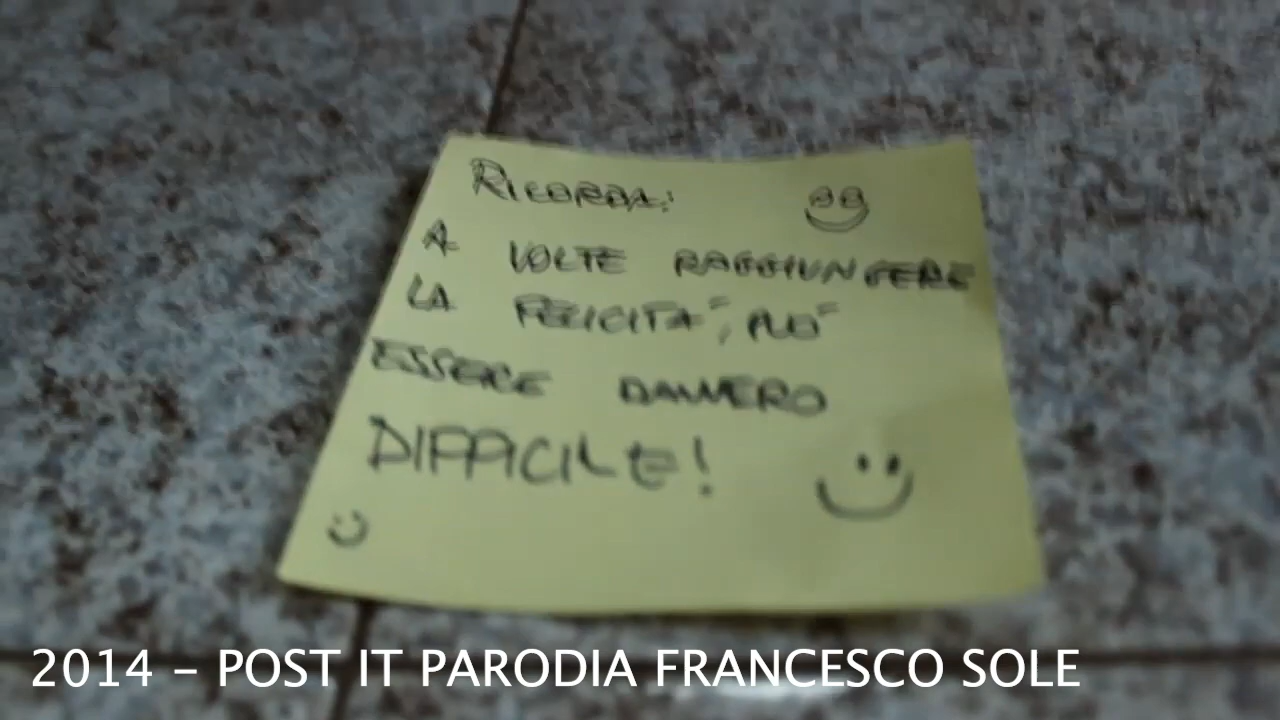 RICORDA:
A VOLTE RAGGIUNGERE
LA FELICITA', PUO'
ESSERE DAVVERO
DIFFICILE!
2014 - POST IT PARODIA FRANCESCO SOLE